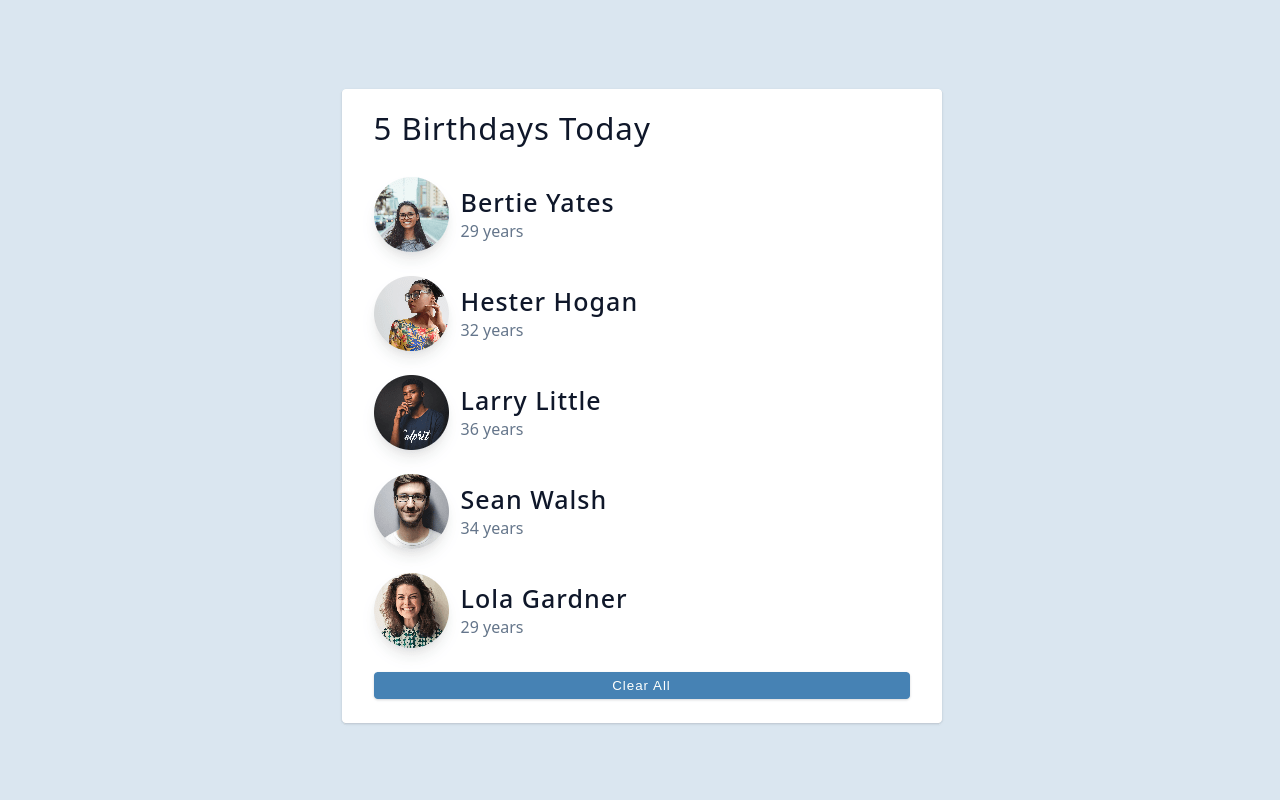 5 Birthdays Today
Bertie Yates
29 years
Hester Hogan
32 years
Larry Little
36 years
Sean Walsh
34 years
Lola Gardner
29 years
Clear All